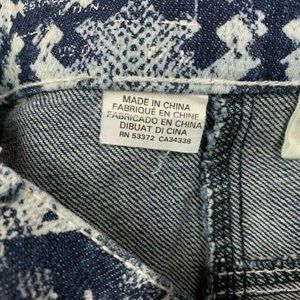 MADE IN CHINA
FABRIQUÉ EN CHINE
FABRICADO EN CHINA
DIBUAT DI CINA
RN 53372 CA34338